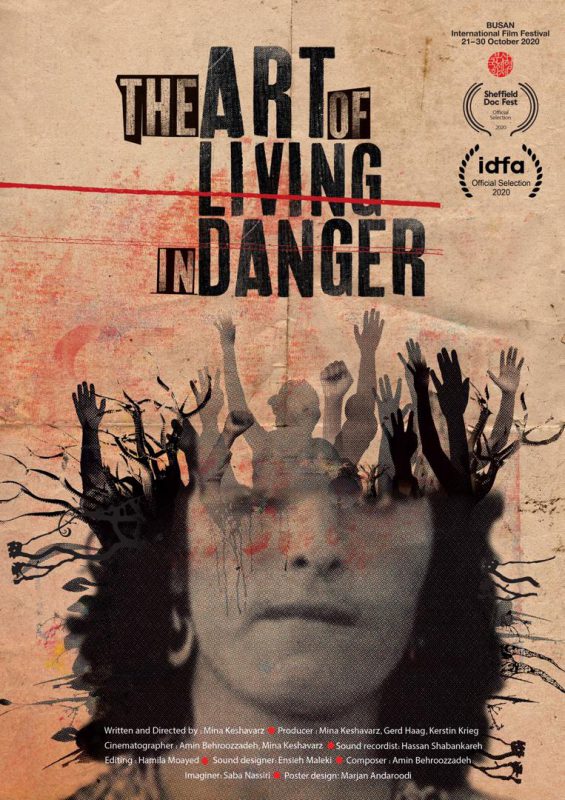 THE ART OF
LIVING
IN DANGER
BUSAN
International Film Festival
21–30 October 2020
Sheffield
Doc Fest
Official
Selection
2020
idfa
Official Selection
2020
Written and Directed by : Mina Keshavarz Producer : Mina Keshavarz, Gerd Haag, Kerstin Krieg
Cinematographer : Amin Behroozzadeh, Mina Keshavarz Sound recordist: Hassan Shabankareh
Editing : Hamila Moayed Sound designer: Ensieh Maleki Composer : Amin Behroozzadeh
Imaginer: Saba Nassiri Poster design: Marjan Andaroodi